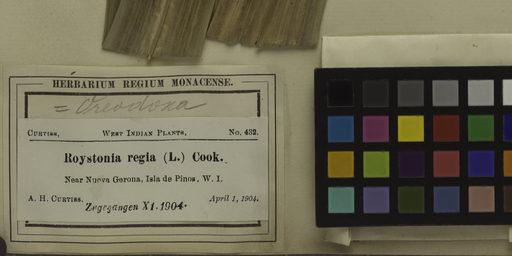 HERBARIUM REGIUM MONACENSE.
= Oreodoxa
CURTISS, WEST INDIAN PLANTS, No. 432.
Roystonia regia (L.) Cook.
Near Nueva Gerona, Isla de Pinos, W. I.
A. H. CURTISS. April 1, 1904.
Zugegangen XI. 1904.